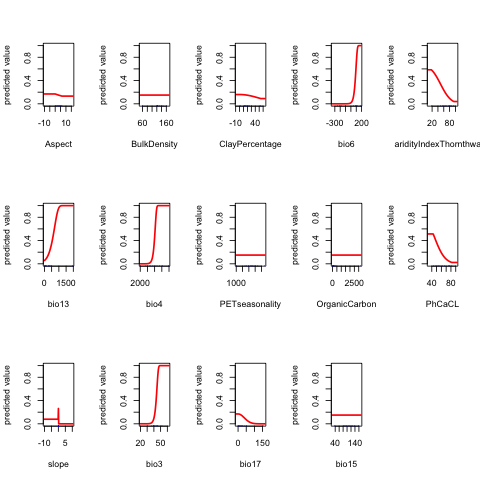 predicted value predicted value predicted value predicted value predicted value
0.0 0.4 0.8 0.0 0.4 0.8 0.0 0.4 0.8 0.0 0.4 0.8 0.0 0.4 0.8
-10 10 60 160 -10 40 -300 200 20 80
Aspect BulkDensity ClayPercentage bio6 aridityIndexThornthwa
predicted value predicted value predicted value predicted value predicted value
0.0 0.4 0.8 0.0 0.4 0.8 0.0 0.4 0.8 0.0 0.4 0.8 0.0 0.4 0.8
0 1500 2000 1000 0 2500 40 80
bio13 bio4 PETseasonality OrganicCarbon PhCaCL
predicted value predicted value predicted value predicted value
0.0 0.4 0.8 0.0 0.4 0.8 0.0 0.4 0.8 0.0 0.4 0.8
-10 5 20 50 0 150 40 140
slope bio3 bio17 bio15